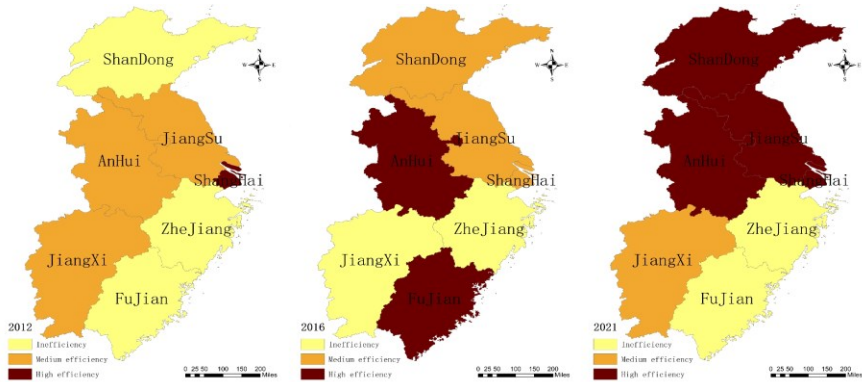 ShanDong
JiangSu
AnHui
ShangHai
ZheJiang
JiangXi
FuJian
2012
Inefficiency
Medium efficiency
High efficiency
0 25 50 100 150 200
Miles
N
W E
S
ShanDong
JiangSu
AnHui
ShangHai
ZheJiang
JiangXi
FuJian
2016
Inefficiency
Medium efficiency
High efficiency
0 25 50 100 150 200
Miles
N
W E
S
ShanDong
JiangSu
AnHui
ShangHai
ZheJiang
JiangXi
FuJian
2021
Inefficiency
Medium efficiency
High efficiency
0 25 50 100 150 200
Miles
N
W E
S